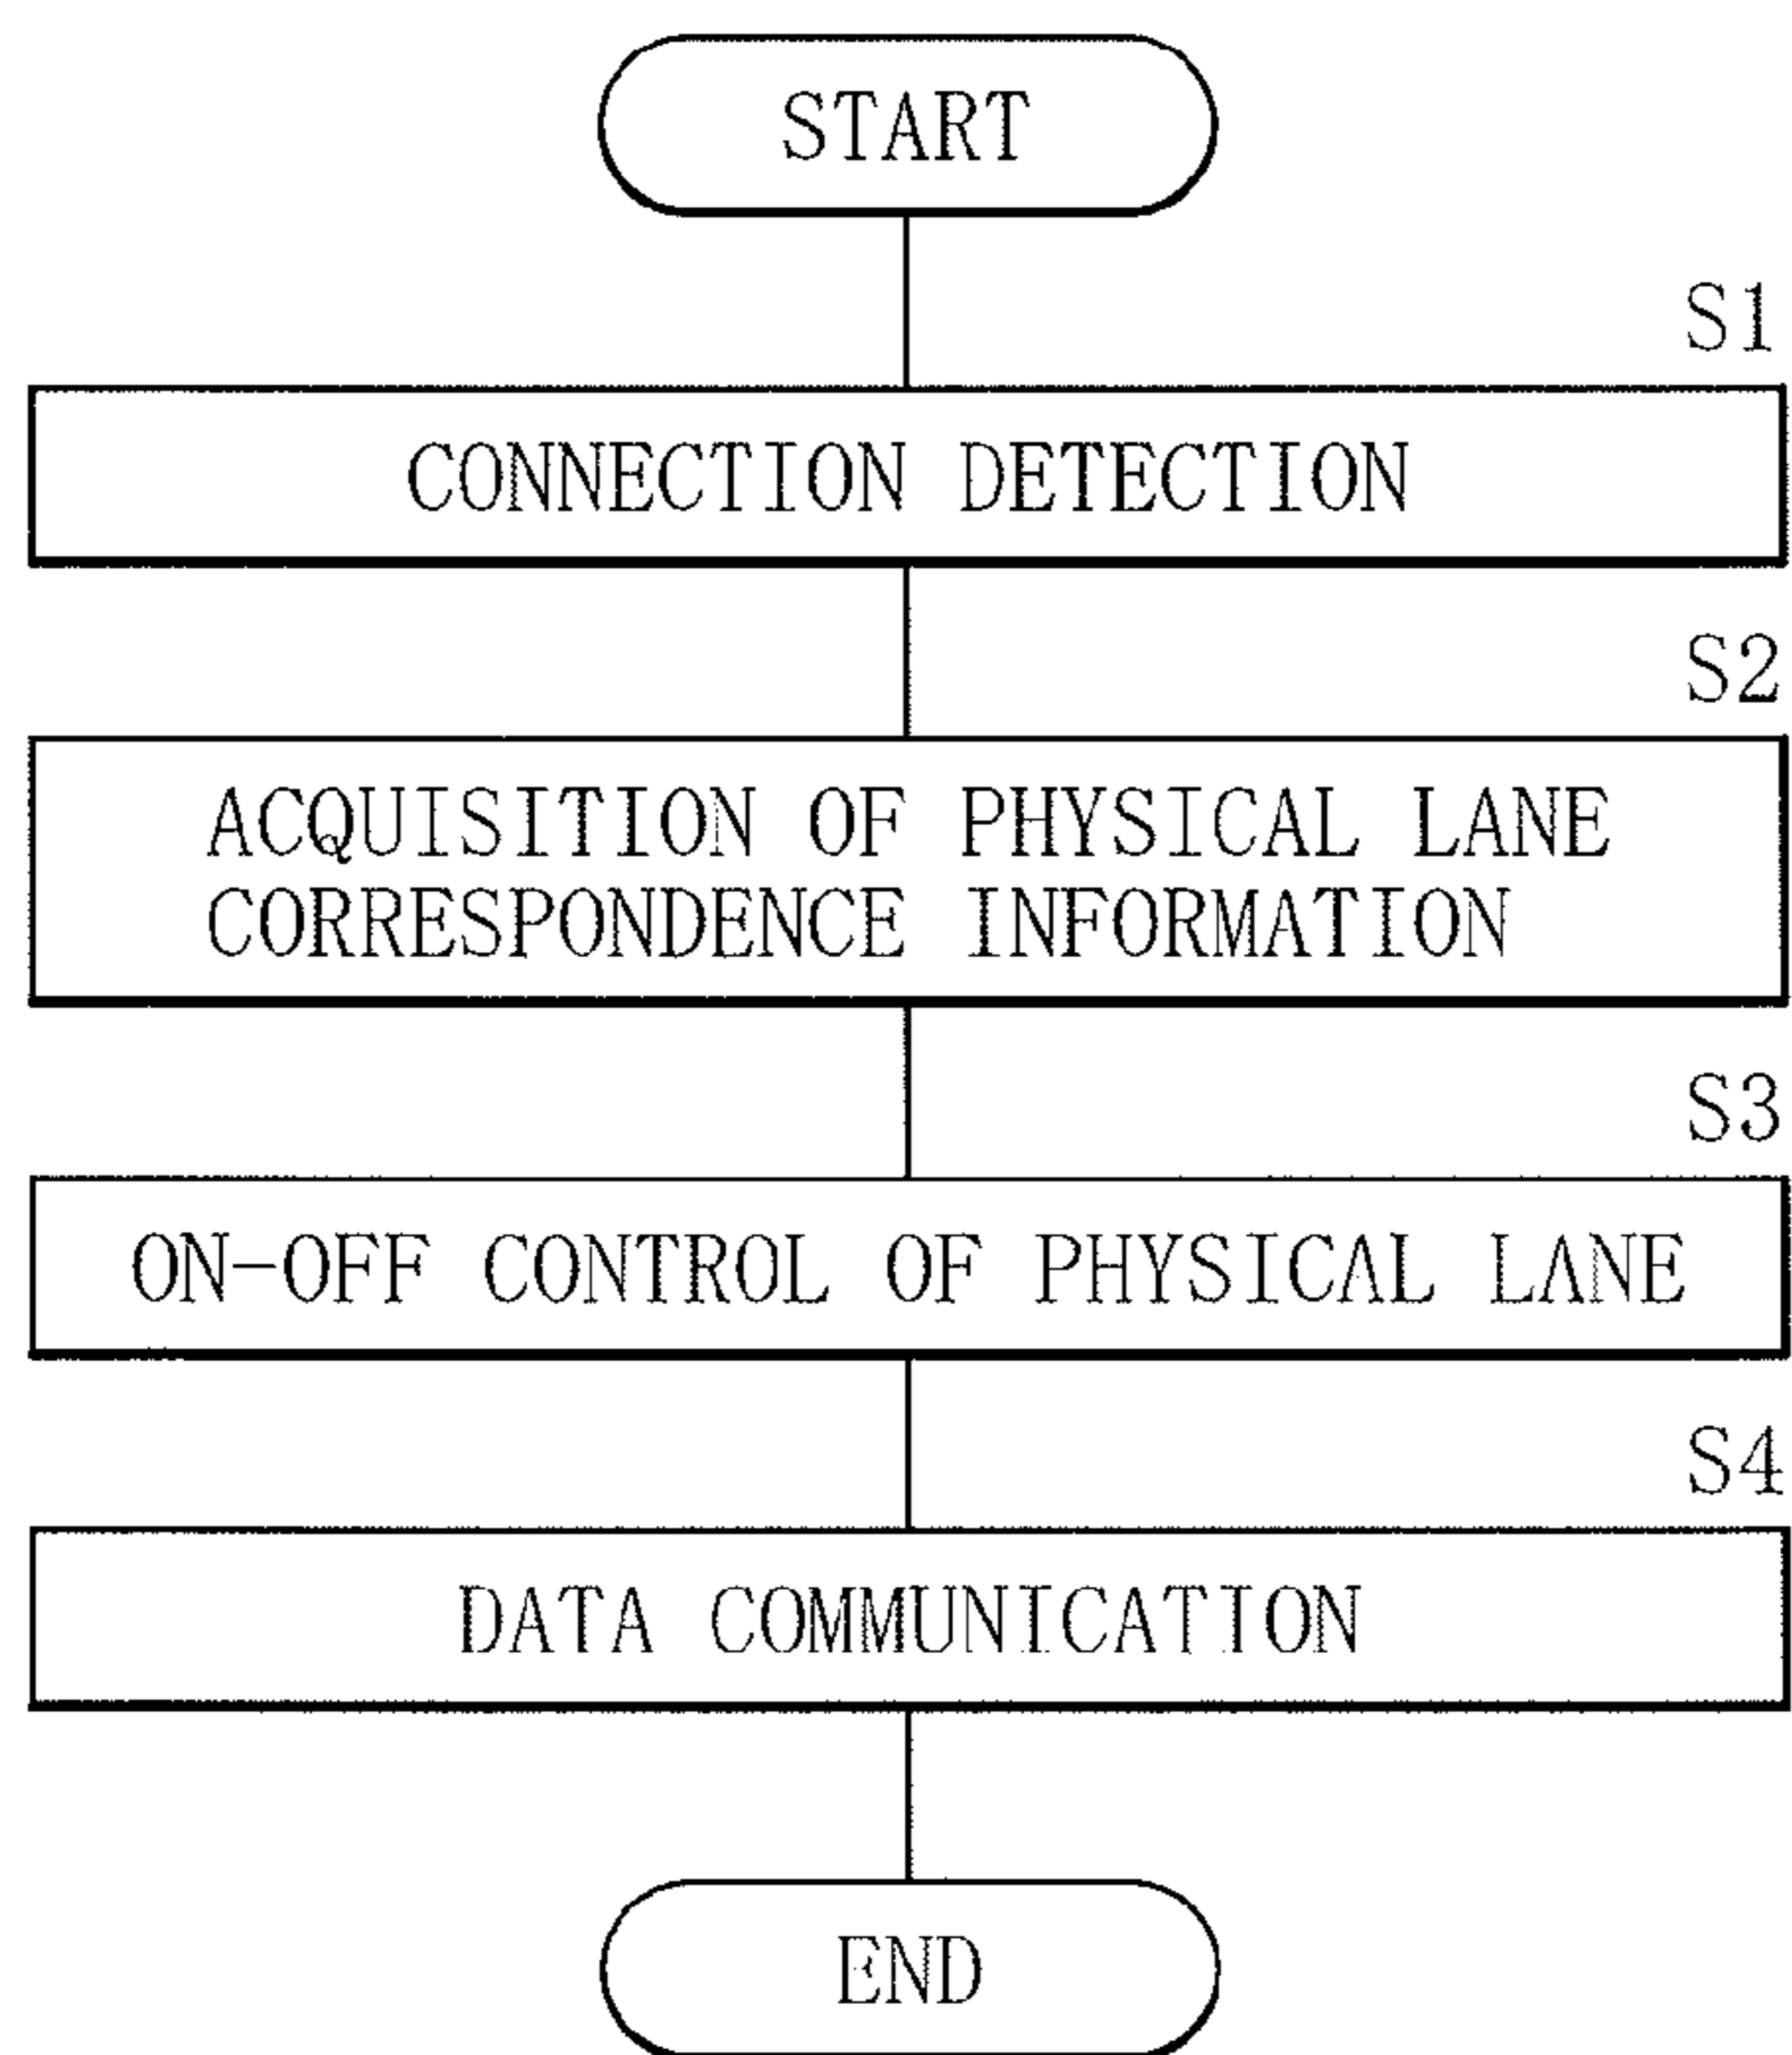 START
S1
CONNECTION DETECTION
S2
ACQUISITION OF PHYSICAL LANE
CORRESPONDENCE INFORMATION
S3
ON-OFF CONTROL OF PHYSICAL LANE
S4
DATA COMMUNICATION
END